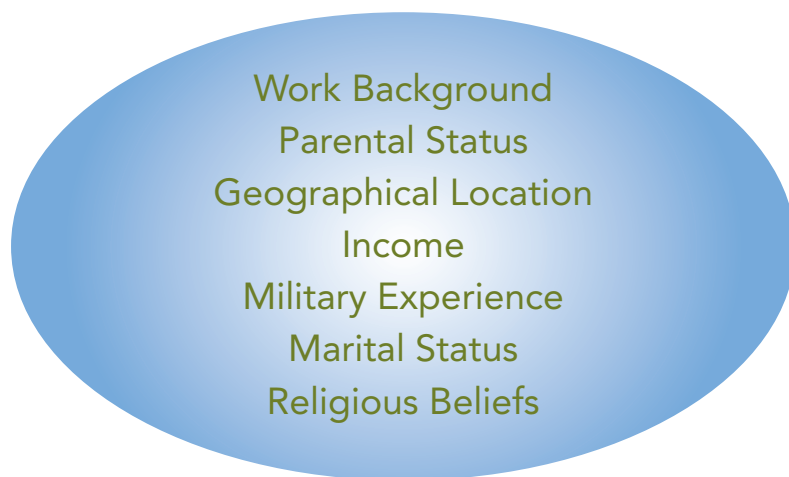 Work Background
Parental Status
Geographical Location
Income
Military Experience
Marital Status
Religious Beliefs